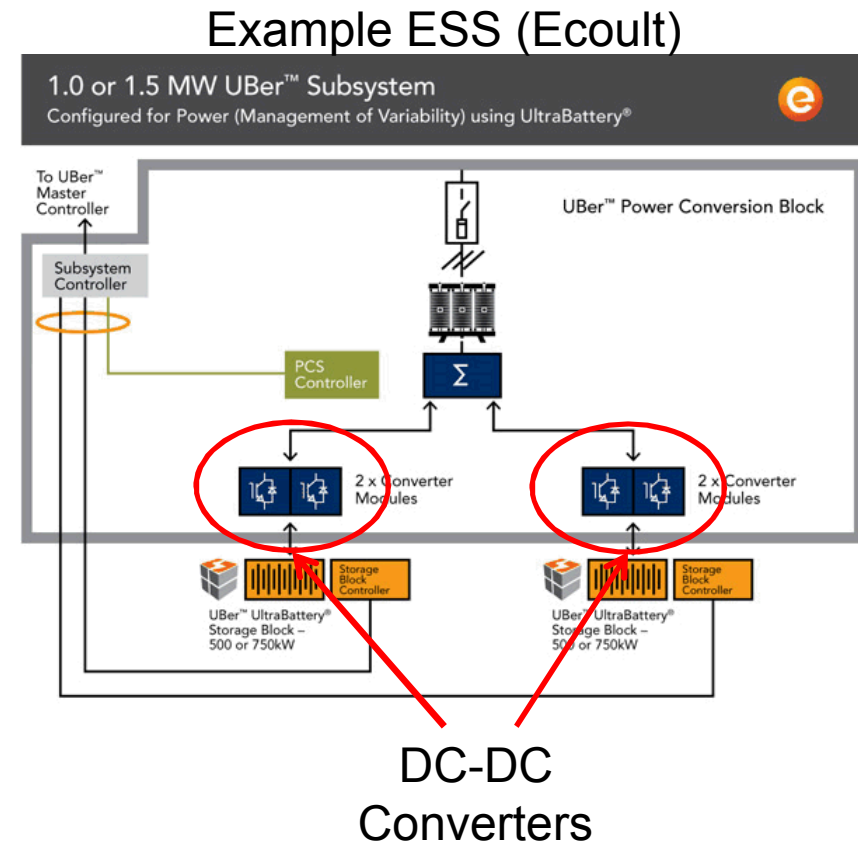 Example ESS (Ecoult)
1.0 or 1.5 MW UBer™ Subsystem
Configured for Power (Management of Variability) using UltraBattery®
e
To UBer™
Master
Controller
UBer™ Power Conversion Block
Subsystem
Controller
PCS
Controller
Σ
2 x Converter
Modules
2 x Converter
Modules
Storage
Block
Controller
UBer™ UltraBattery®
Storage Block –
500 or 750kW
Storage
Block
Controller
UBer™ UltraBattery®
Storage Block –
500 or 750kW
DC-DC
Converters